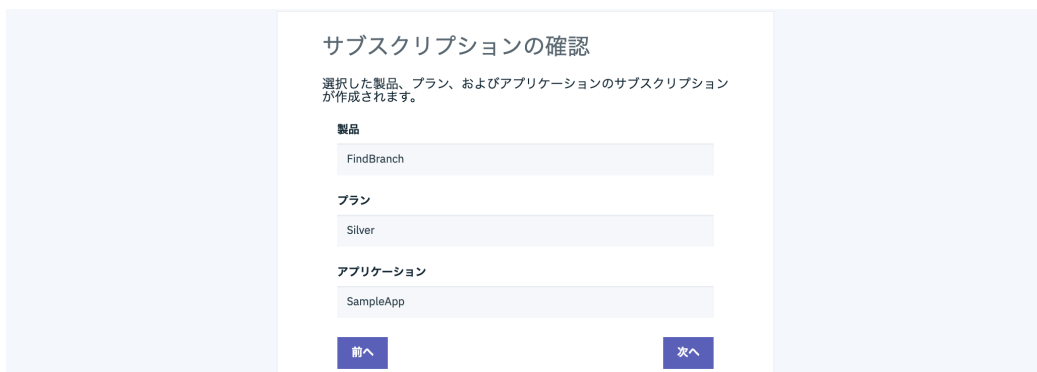 サブスクリプションの確認
選択した製品、プラン、およびアプリケーションのサブスクリプション
が作成されます。
製品
FindBranch
プラン
Silver
アプリケーション
SampleApp
前へ
次へ